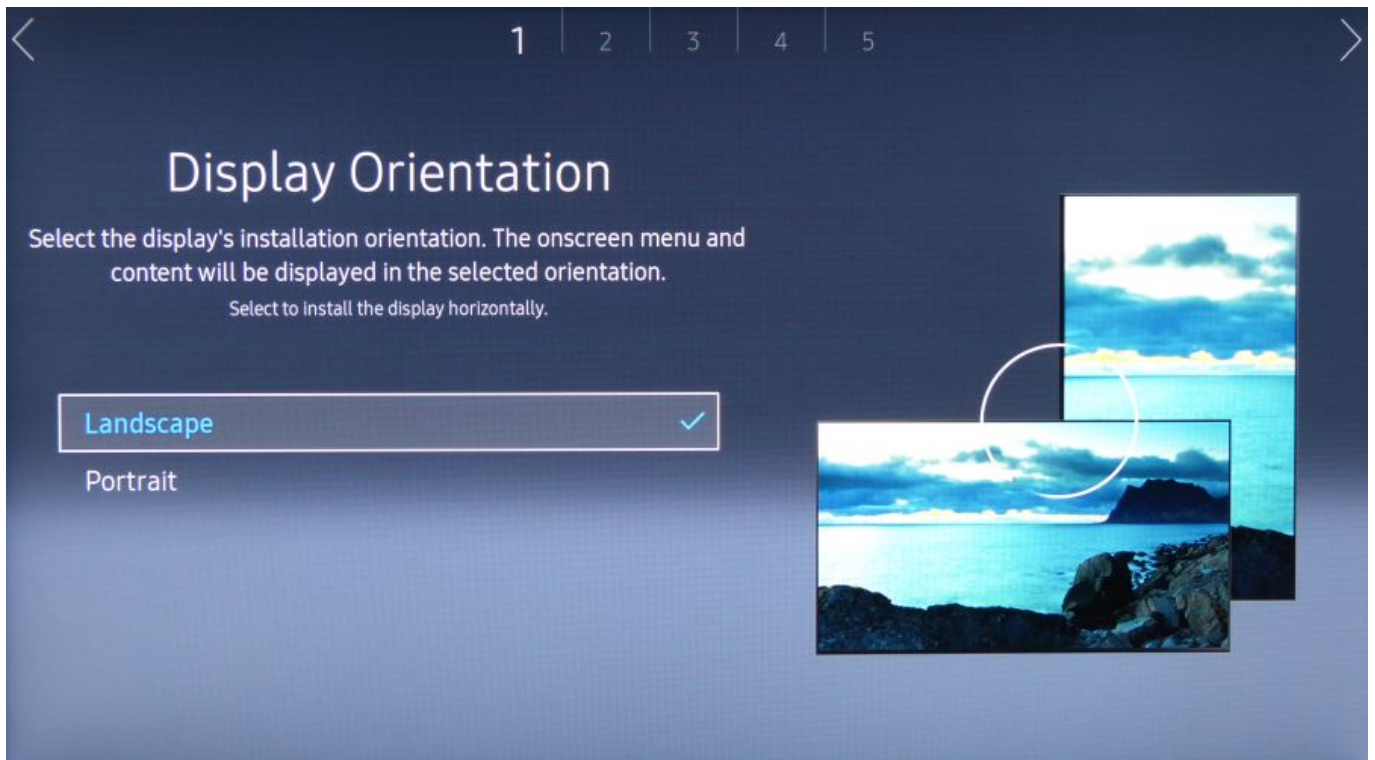 1 2 3 4 5
Display Orientation
Select the display's installation orientation. The onscreen menu and
content will be displayed in the selected orientation.
Select to install the display horizontally.
Landscape
Portrait